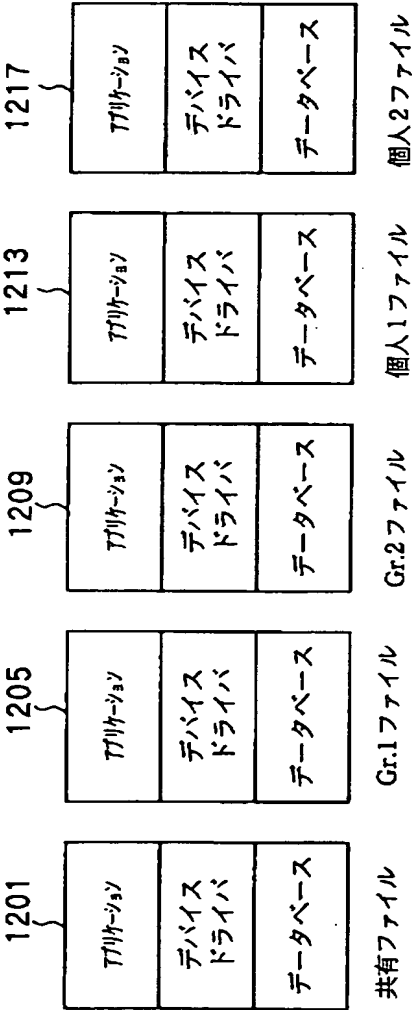 1201
アプリケーション
デバイス
ドライバ
データベース
共有ファイル
1205
アプリケーション
デバイス
ドライバ
データベース
Gr.1ファイル
1209
アプリケーション
デバイス
ドライバ
データベース
Gr.2ファイル
1213
アプリケーション
デバイス
ドライバ
データベース
個人1ファイル
1217
アプリケーション
デバイス
ドライバ
データベース
個人2ファイル